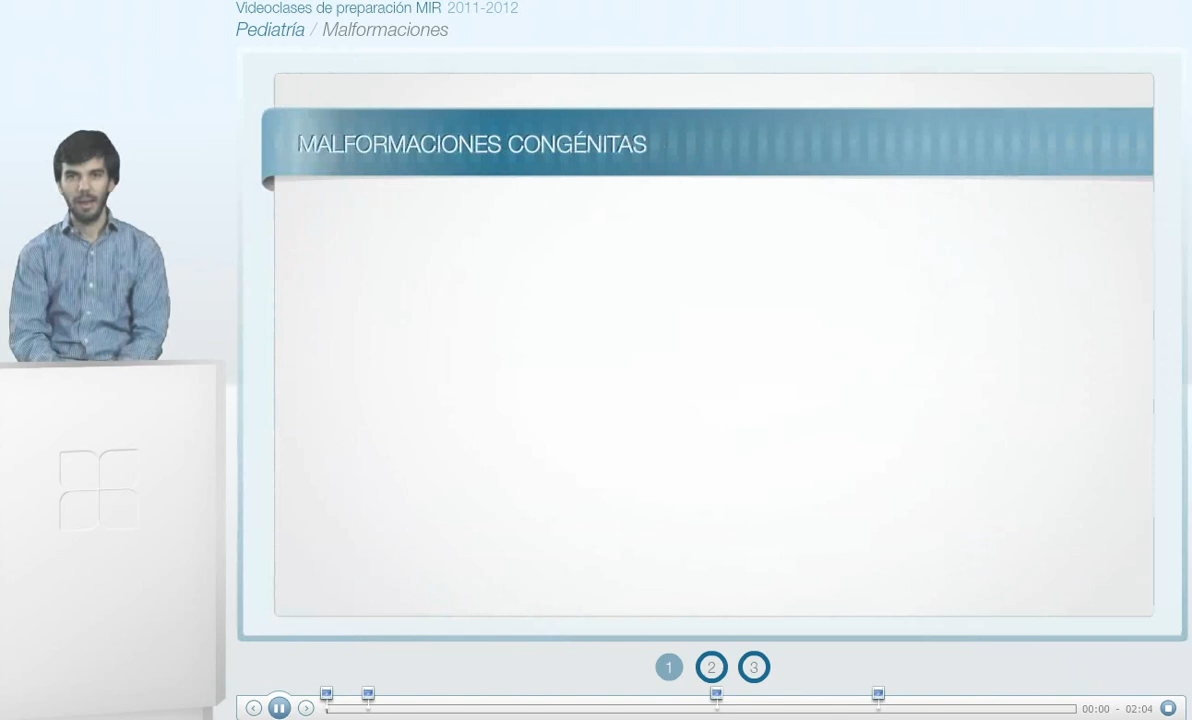 Videoclases de preparación MIR 2011-2012
Pediatría / Malformaciones
MALFORMACIONES CONGÉNITAS
1 2 3
00:00 - 02:04